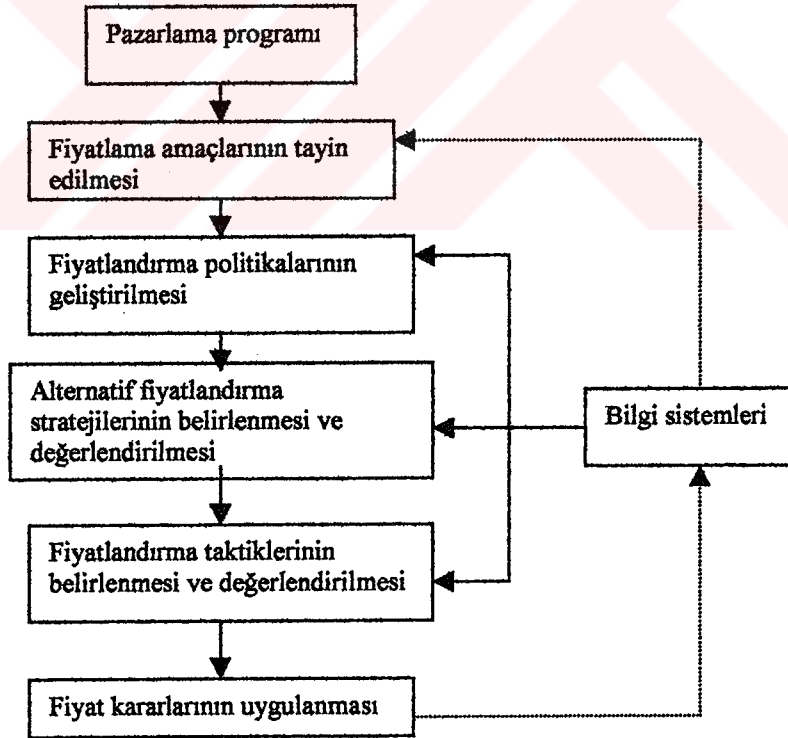 Pazarlama programı
Fiyatlama amaçlarının tayin
edilmesi
Fiyatlandırma politikalarının
geliştirilmesi
Alternatif fiyatlandırma
stratejilerinin belirlenmesi ve
değerlendirilmesi
Bilgi sistemleri
Fiyatlandırma taktiklerinin
belirlenmesi ve değerlendirilmesi
Fiyat kararlarının uygulanması